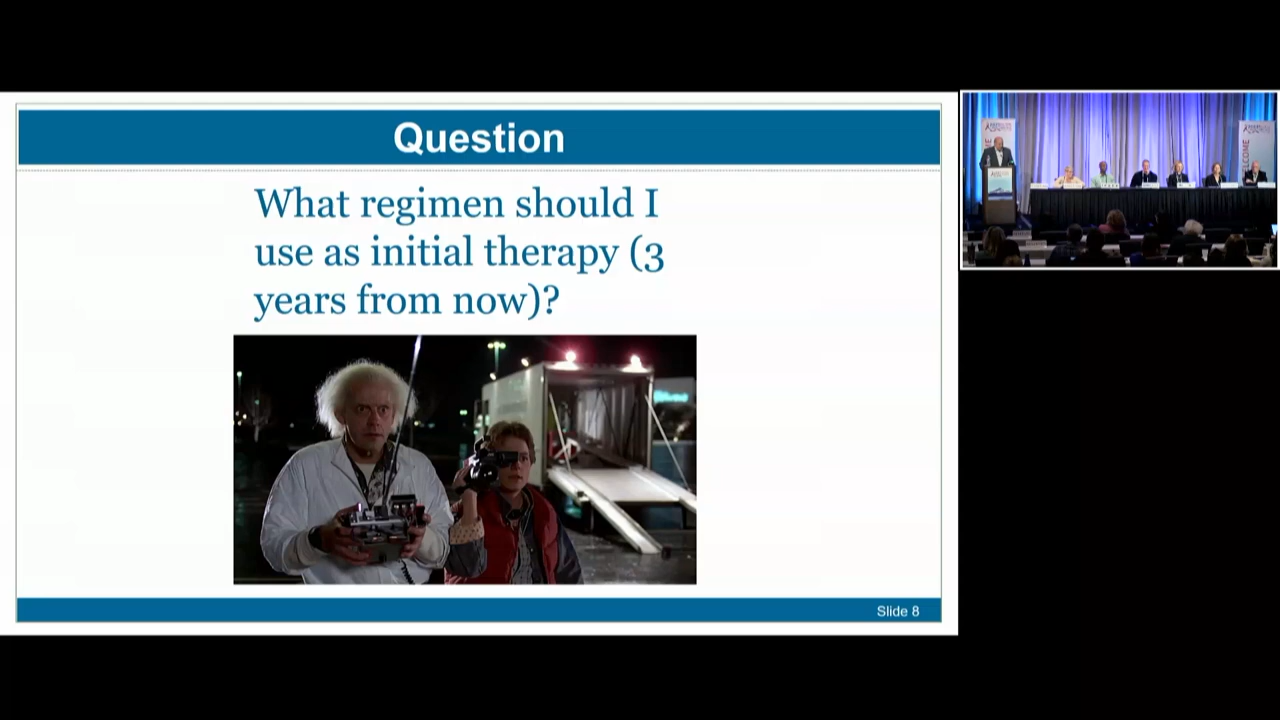 Question
What regimen should I
use as initial therapy (3
years from now)?
Slide 8